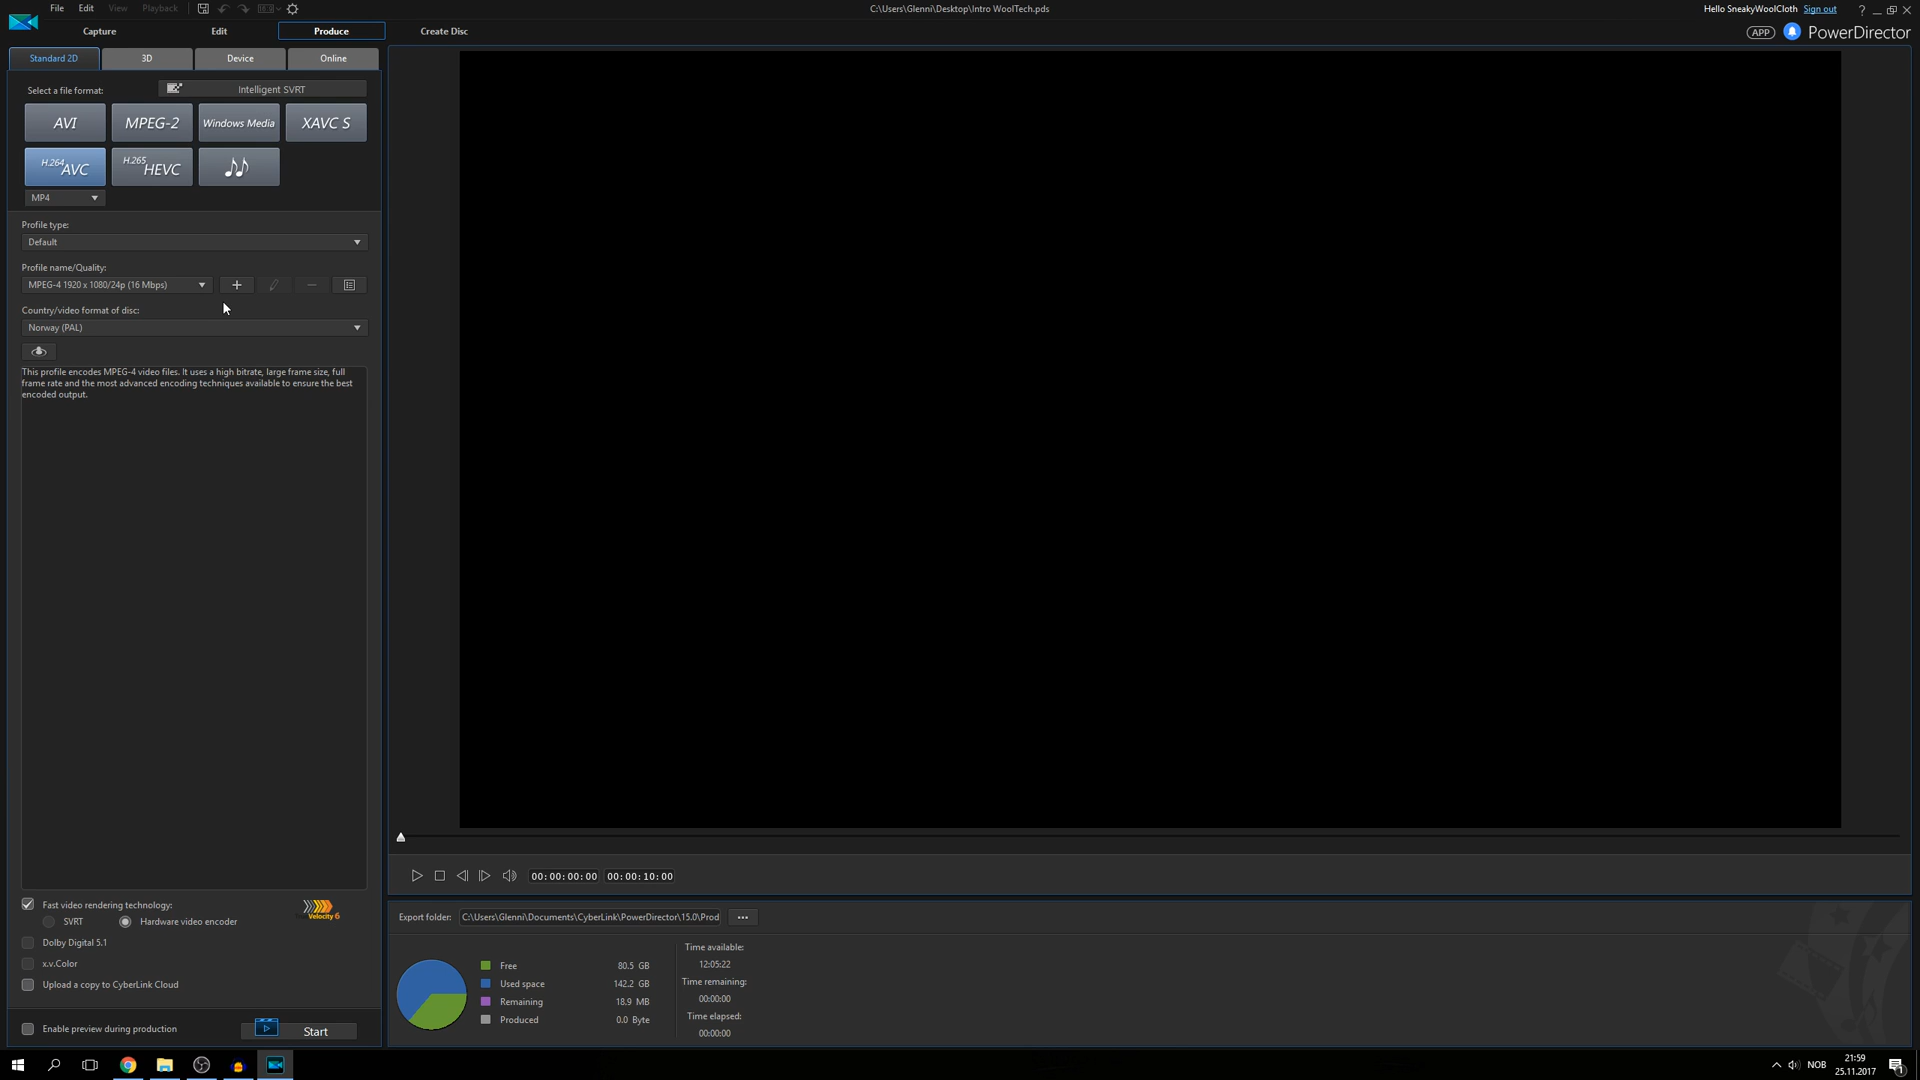 File Edit View Playback
C:\Users\Glenni\Desktop\Intro WoolTech.pds
Hello SneakyWoolCloth Sign out ?
Capture Edit Produce Create Disc
APP PowerDirector
Standard 2D 3D Device Online
Select a file format: Intelligent SVRT
AVI MPEG-2 Windows Media XAVC S
H.264 AVC H.265 HEVC
MP4
Profile type:
Default
Profile name/Quality:
MPEG-4 1920 x 1080/24p (16 Mbps)
Country/video format of disc:
Norway (PAL)
This profile encodes MPEG-4 video files. It uses a high bitrate, large frame size, full
frame rate and the most advanced encoding techniques available to ensure the best
encoded output.
00:00:00:00 00:00:10:00
Fast video rendering technology:
SVRT Hardware video encoder
Velocity 6
Dolby Digital 5.1
x.v.Color
Upload a copy to CyberLink Cloud
Enable preview during production
Start
Export folder: C:\Users\Glenni\Documents\CyberLink\PowerDirector\15.0\Prod ...
Free 80.5 GB
Used space 142.2 GB
Remaining 18.9 MB
Produced 0.0 Byte
Time available:
12:05:22
Time remaining:
00:00:00
Time elapsed:
00:00:00
NOB
21:59
25.11.2017
1